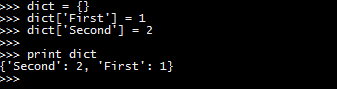 >>> dict = {}
>>> dict['First'] = 1
>>> dict['Second'] = 2
>>>
>>> print dict
{'Second': 2, 'First': 1}
>>>